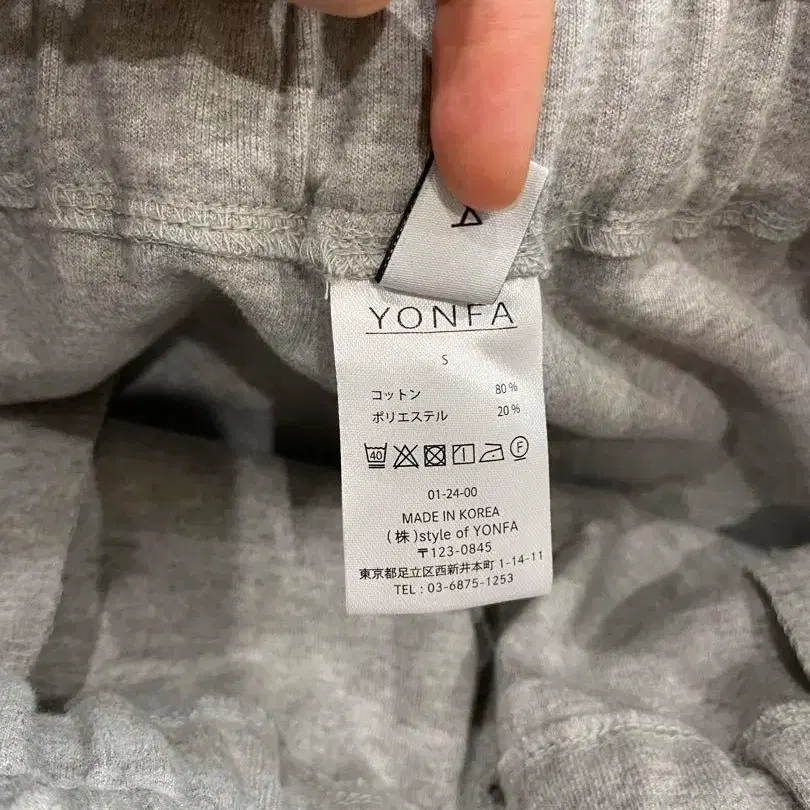 YONFA
S
コットン 80%
ポリエステル 20%
40 F
01-24-00
MADE IN KOREA
(株)style of YONFA
〒123-0845
東京都足立区西新井本町 1-14-11
TEL : 03-6875-1253